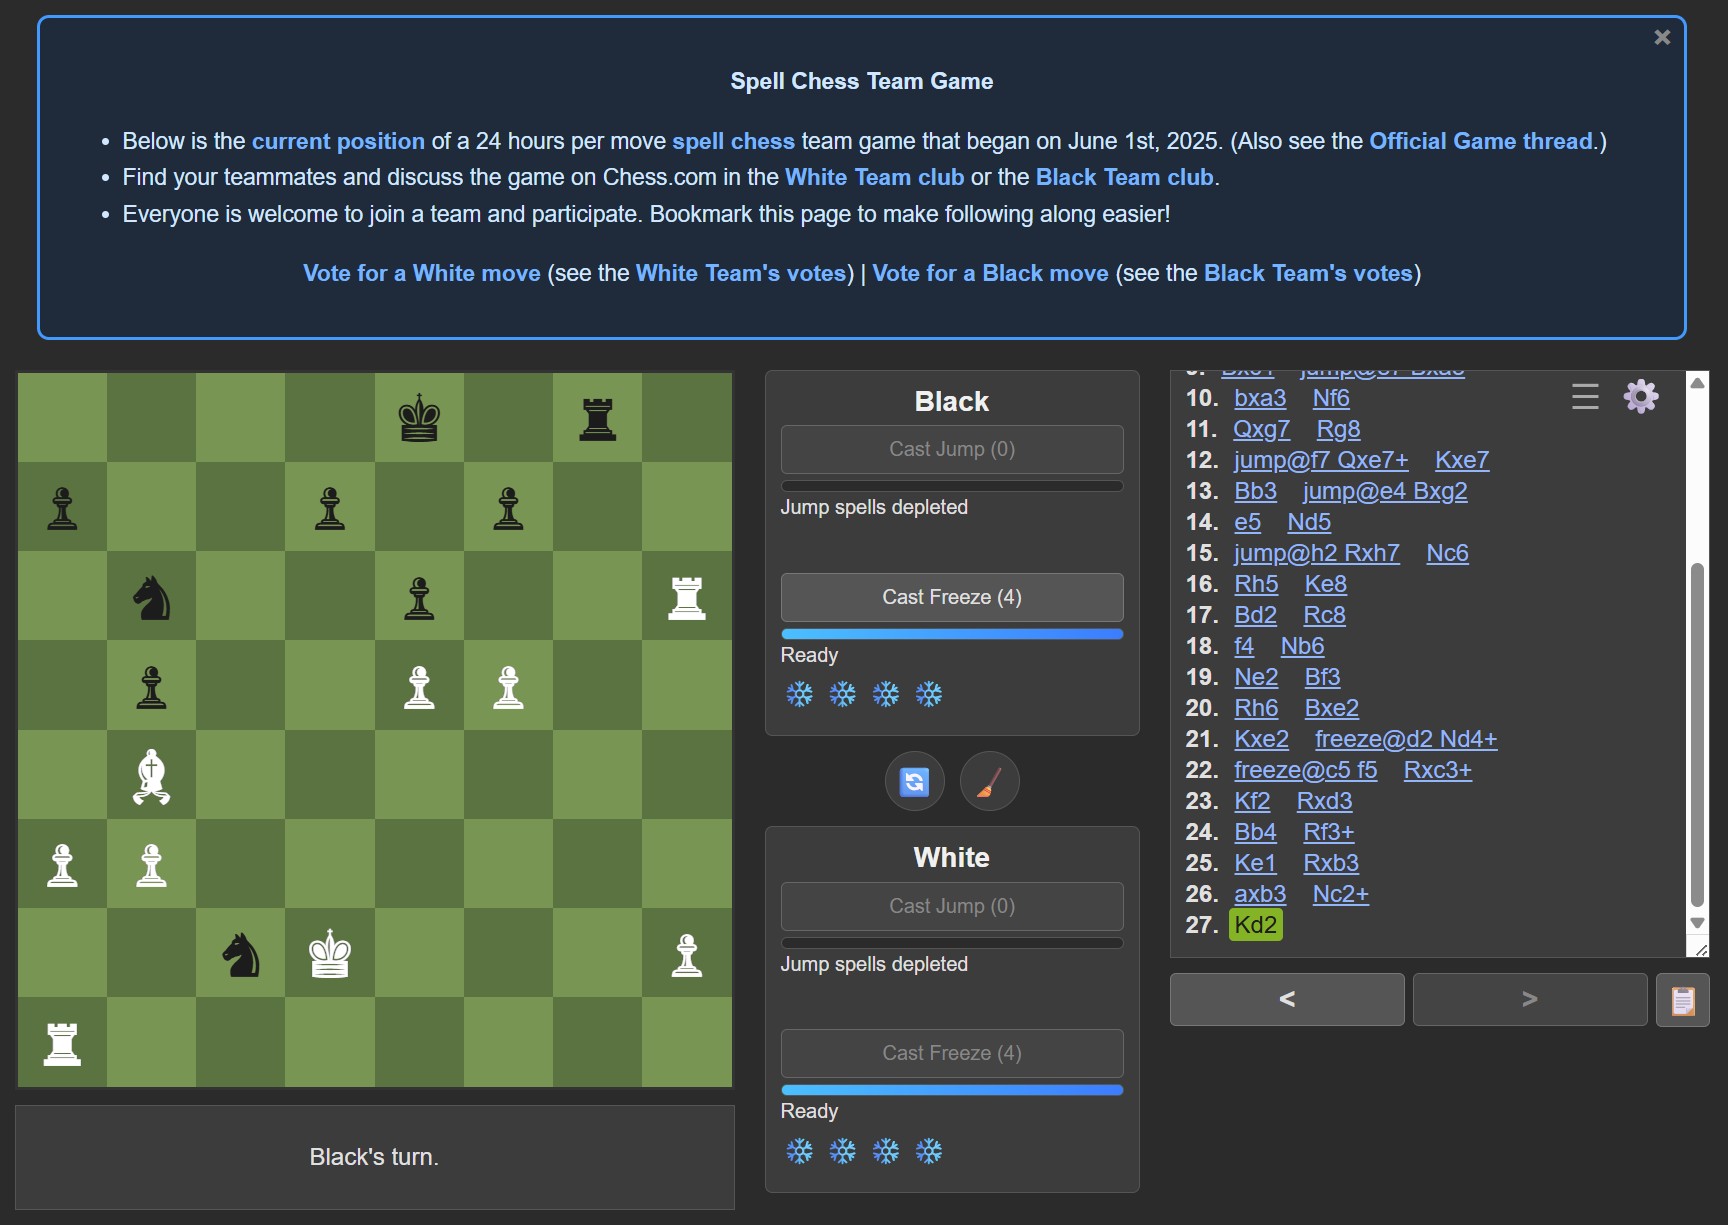 ×
Spell Chess Team Game
• Below is the current position of a 24 hours per move spell chess team game that began on June 1st, 2025. (Also see the Official Game thread.)
• Find your teammates and discuss the game on Chess.com in the White Team club or the Black Team club.
• Everyone is welcome to join a team and participate. Bookmark this page to make following along easier!
Vote for a White move (see the White Team's votes) | Vote for a Black move (see the Black Team's votes)
Black's turn.
Black
Cast Jump (0)
Jump spells depleted
Cast Freeze (4)
Ready
White
Cast Jump (0)
Jump spells depleted
Cast Freeze (4)
Ready
10. bxa3 Nf6
11. Qxg7 Rg8
12. jump@f7 Qxe7+ Kxe7
13. Bb3 jump@e4 Bxg2
14. e5 Nd5
15. jump@h2 Rxh7 Nc6
16. Rh5 Ke8
17. Bd2 Rc8
18. f4 Nb6
19. Ne2 Bf3
20. Rh6 Bxe2
21. Kxe2 freeze@d2 Nd4+
22. freeze@c5 f5 Rxc3+
23. Kf2 Rxd3
24. Bb4 Rf3+
25. Ke1 Rxb3
26. axb3 Nc2+
27. Kd2
< >